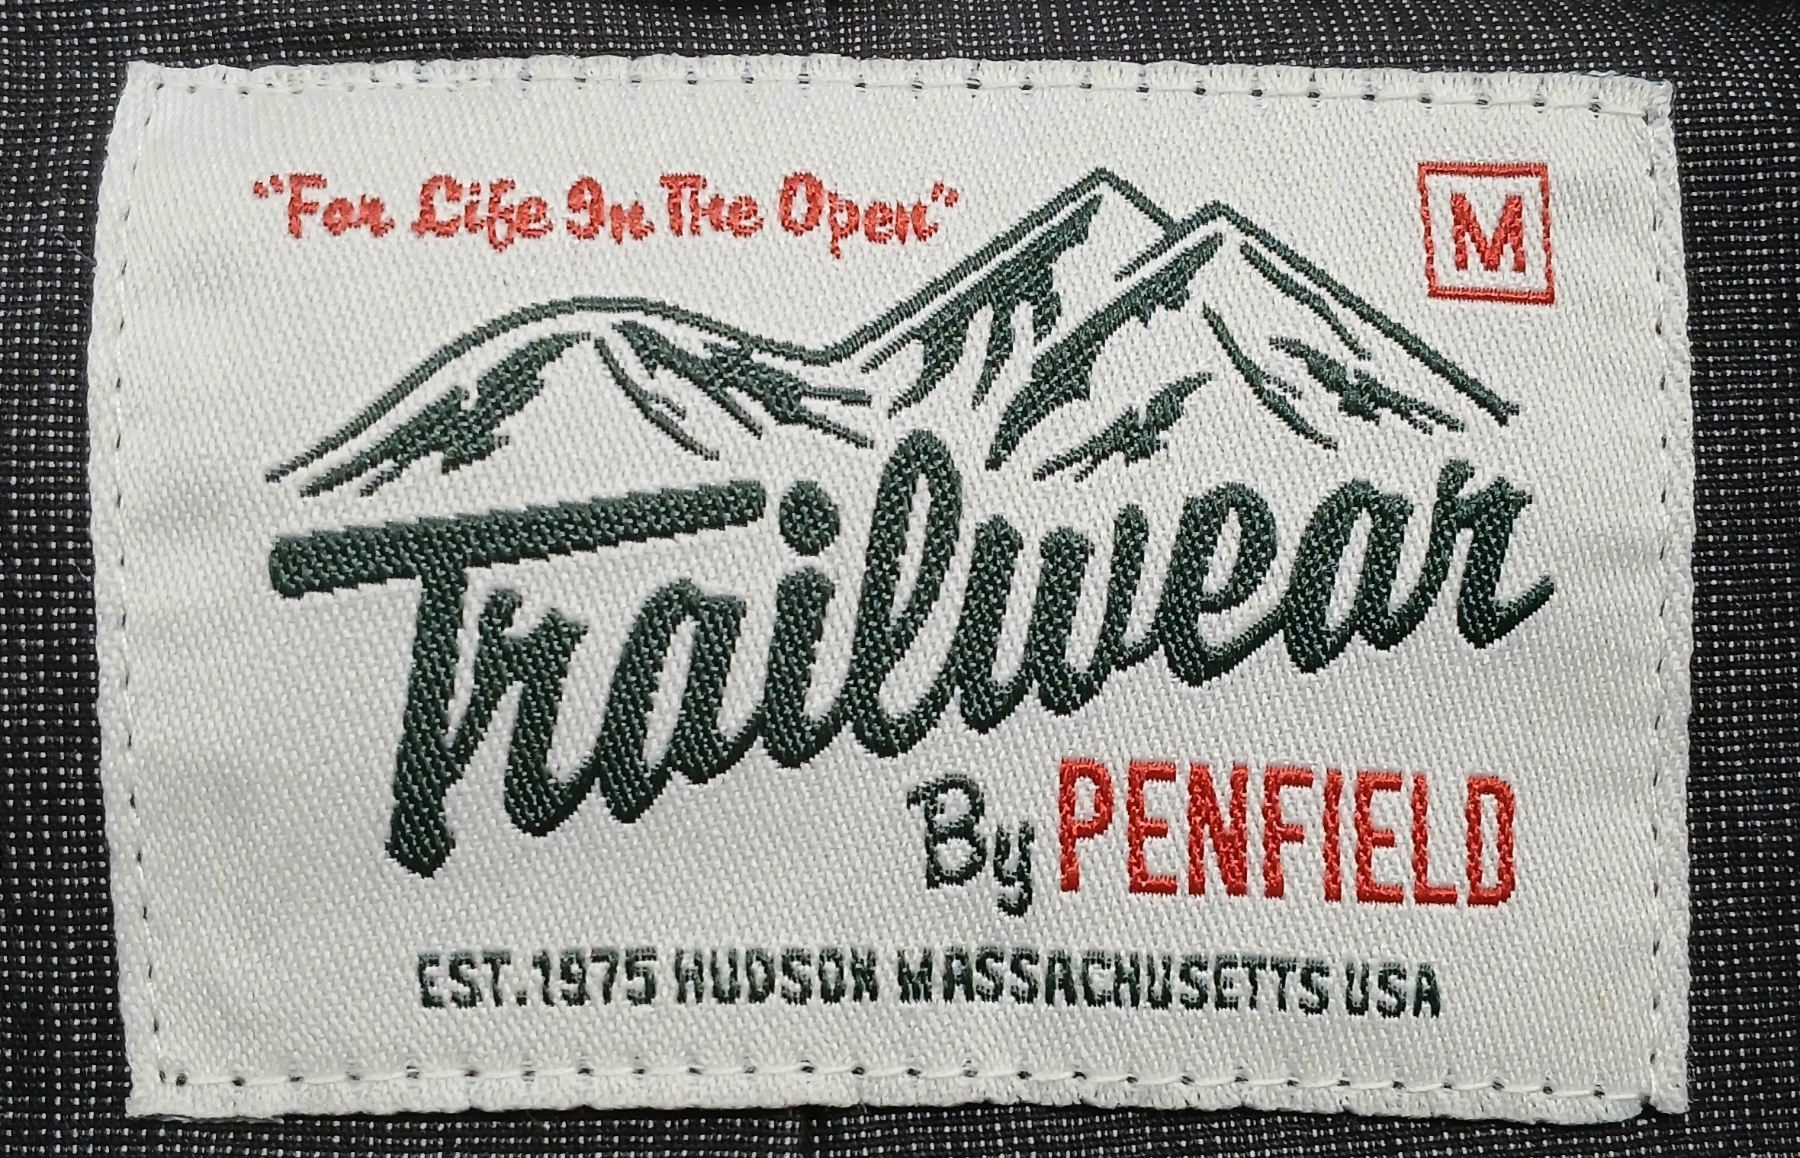 "For Life In The Open"
M
Trailwear
By PENFIELD
EST.1975 HUDSON MASSACHUSETTS USA